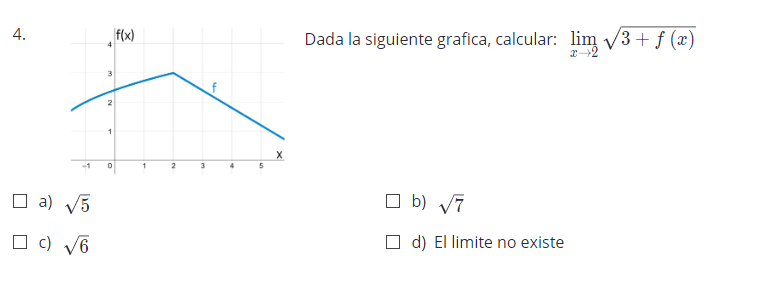 4.
f(x)
4
3
f
2
1
X
-1 0 1 2 3 4 5
Dada la siguiente grafica, calcular: lim x→2 √3 + f (x)
a) √5
b) √7
c) √6
d) El limite no existe